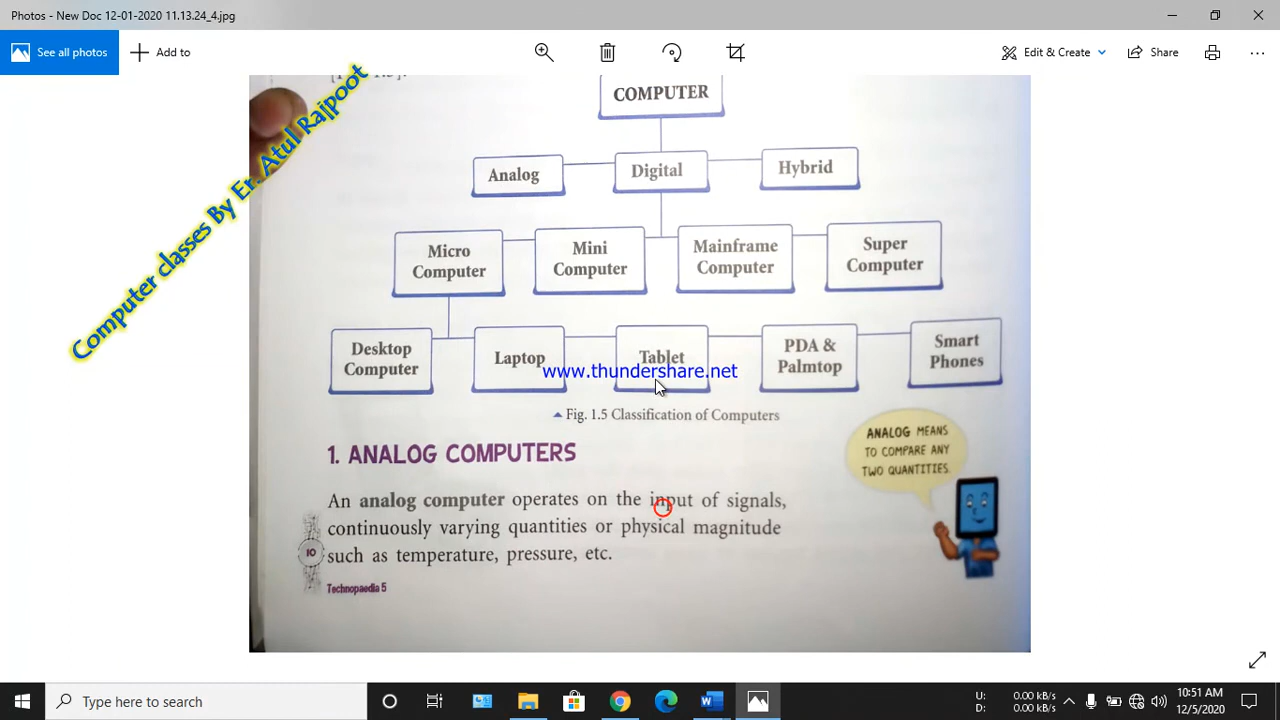 Photos - New Doc 12-01-2020 11.13.24_4.jpg
See all photos
Add to
Edit & Create
Share
Computer classes By Er. Atul Rajpoot
COMPUTER
Analog
Digital
Hybrid
Micro
Computer
Mini
Computer
Mainframe
Computer
Super
Computer
Desktop
Computer
Laptop
Tablet
PDA &
Palmtop
Smart
Phones
www.thundershare.net
Fig. 1.5 Classification of Computers
1. ANALOG COMPUTERS
ANALOG MEANS
TO COMPARE ANY
TWO QUANTITIES.
An analog computer operates on the input of signals,
continuously varying quantities or physical magnitude
such as temperature, pressure, etc.
10
Technopaedia 5
Type here to search
U: 0.00 kB/s
D: 0.00 kB/s
10:51 AM
12/5/2020